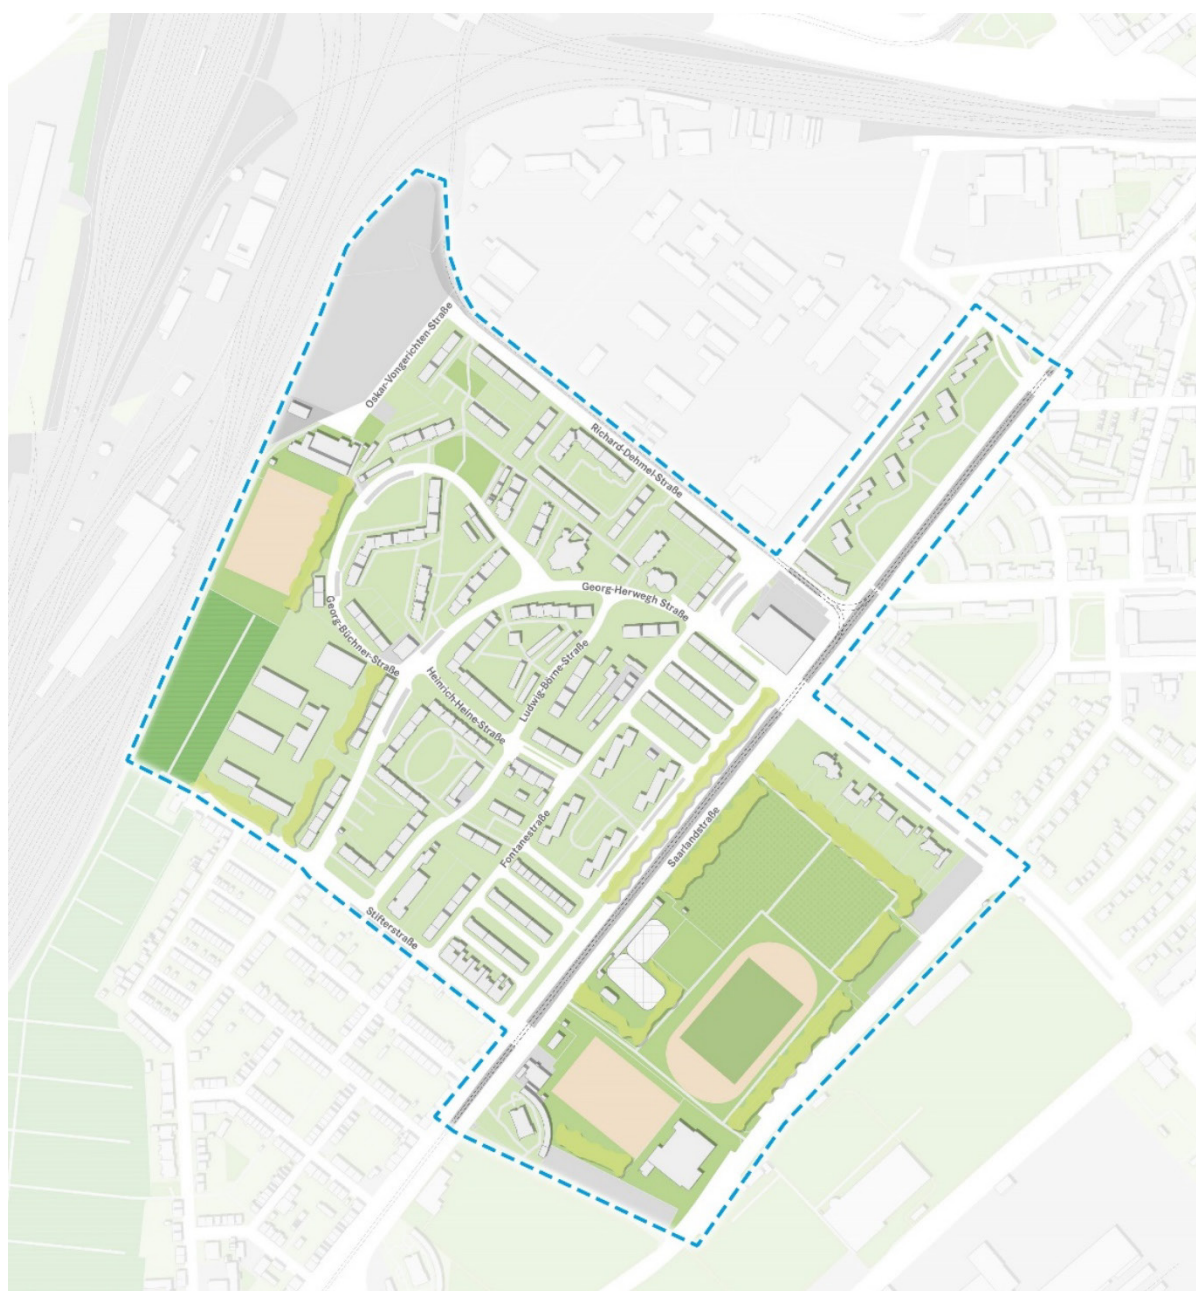 Oskar-Vongerichten-Straße
Richard-Dehmel-Straße
Georg-Herwegh Straße
Georg-Büchner-Straße
Heinrich-Heine-Straße
Ludwig-Börne-Straße
Fontanestraße
Saarlandstraße
Stifterstraße